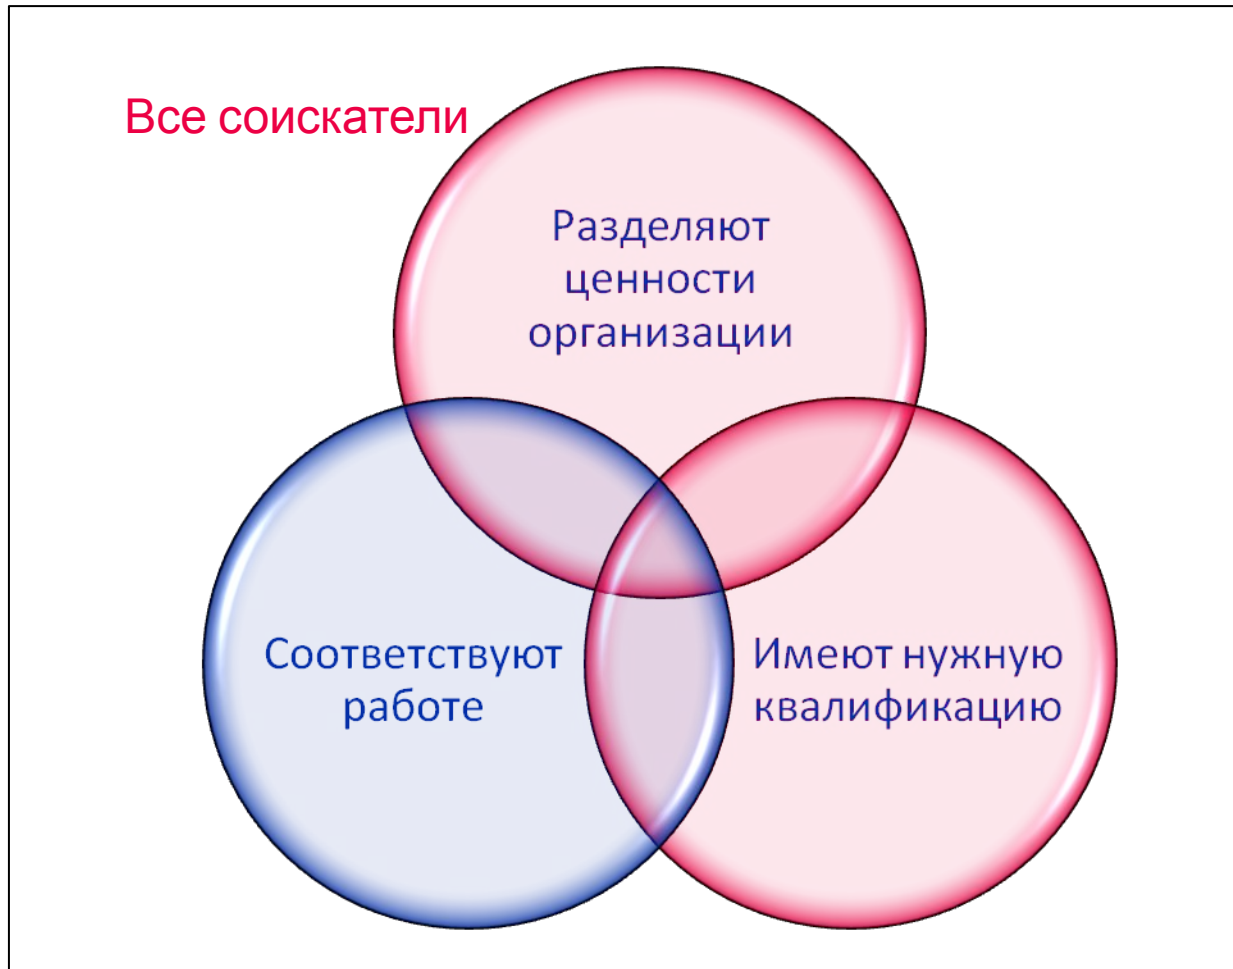 Все соискатели
Разделяют
ценности
организации
Соответствуют
работе
Имеют нужную
квалификацию